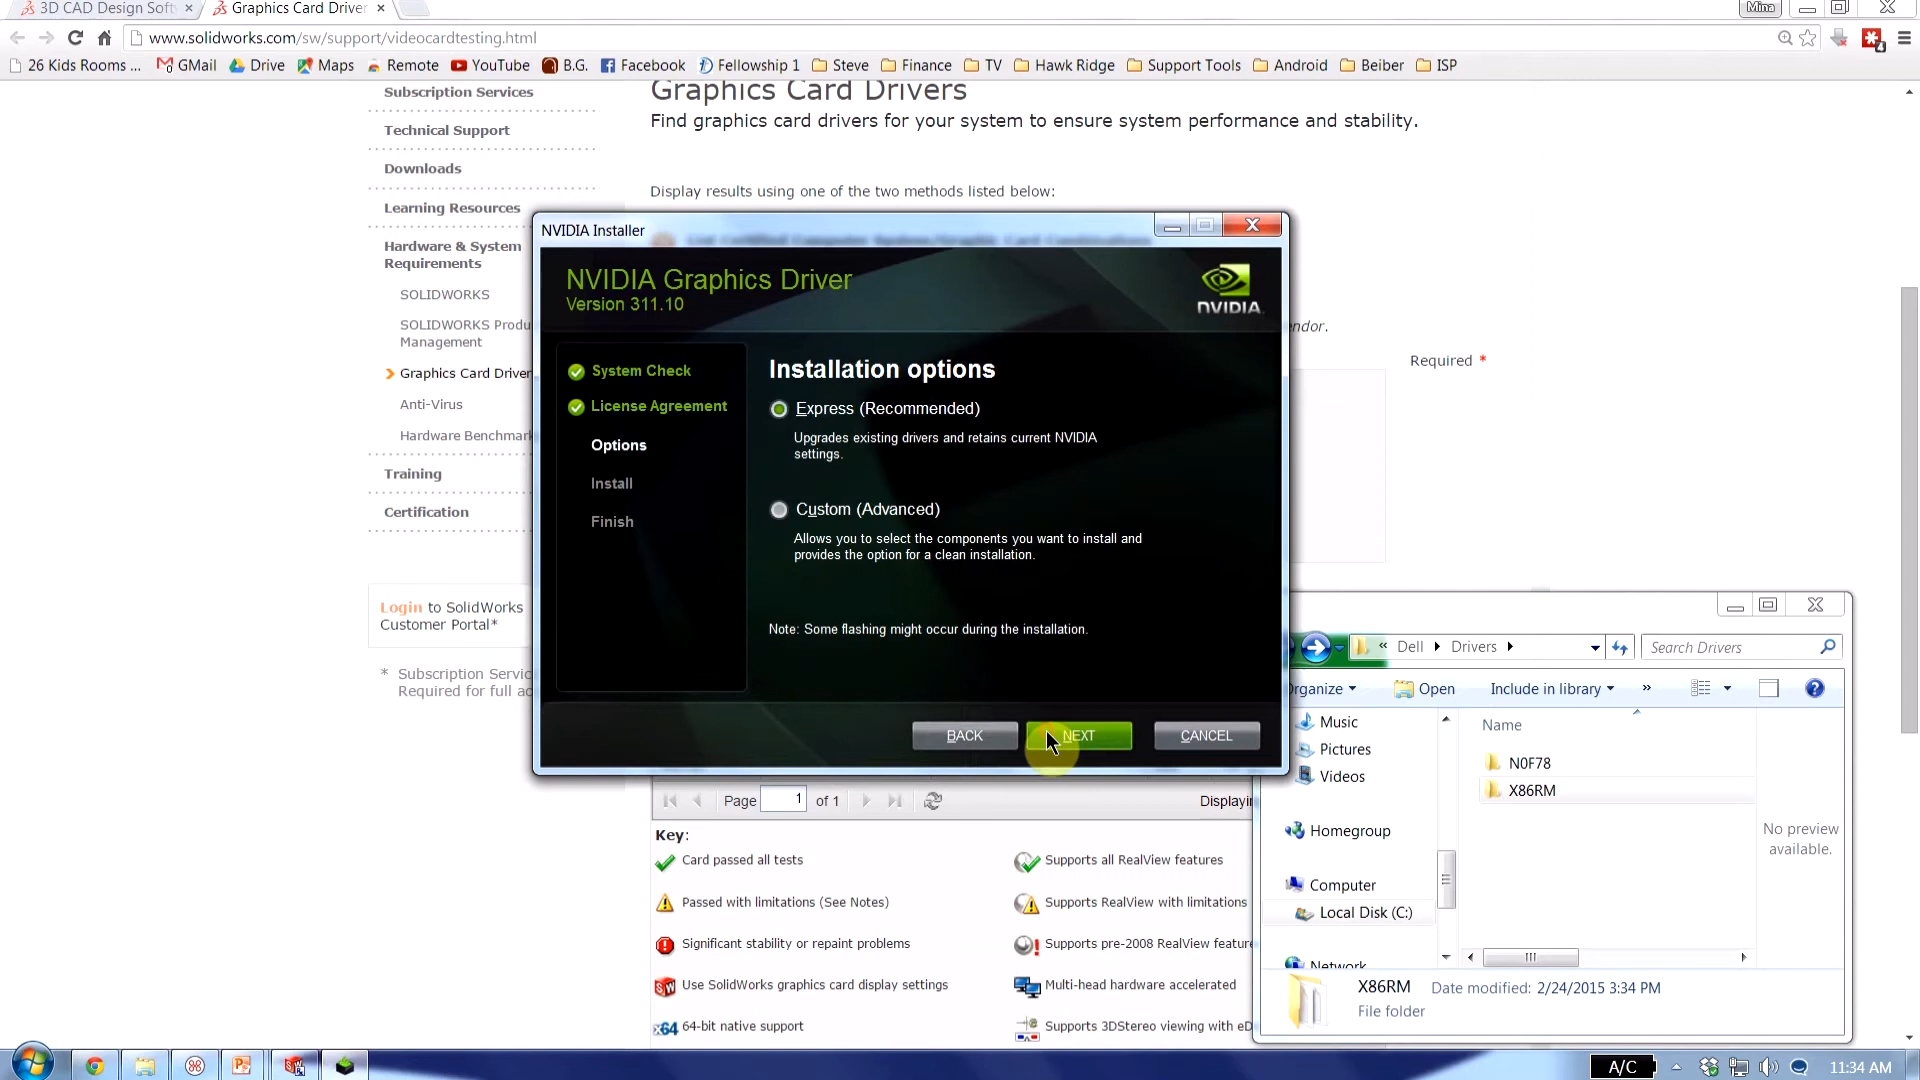 3D CAD Design Soft
Graphics Card Driver
Mina
www.solidworks.com/sw/support/videocardtesting.html
26 Kids Rooms ...
GMail
Drive
Maps
Remote
YouTube
B.G.
Facebook
Fellowship 1
Steve
Finance
TV
Hawk Ridge
Support Tools
Android
Beiber
ISP
Subscription Services
Technical Support
Downloads
Learning Resources
Hardware & System
Requirements
SOLIDWORKS
SOLIDWORKS Produ
Management
Graphics Card Driver
Anti-Virus
Hardware Benchmark
Training
Certification
Login to SolidWorks
Customer Portal*
* Subscription Servic
Required for full ac
Graphics Card Drivers
Find graphics card drivers for your system to ensure system performance and stability.
Display results using one of the two methods listed below:
endor.
Required *
NVIDIA Installer
NVIDIA Graphics Driver
Version 311.10
NVIDIA
System Check
License Agreement
Options
Install
Finish
Installation options
Express (Recommended)
Upgrades existing drivers and retains current NVIDIA
settings.
Custom (Advanced)
Allows you to select the components you want to install and
provides the option for a clean installation.
Note: Some flashing might occur during the installation.
BACK
NEXT
CANCEL
Page 1 of 1
Displayin
Key:
Card passed all tests
Supports all RealView features
Passed with limitations (See Notes)
Supports RealView with limitations
Significant stability or repaint problems
Supports pre-2008 RealView feature
Use SolidWorks graphics card display settings
Multi-head hardware accelerated
x64 64-bit native support
Supports 3DStereo viewing with eD
« Dell Drivers
Search Drivers
Organize
Open
Include in library
»
Music
Pictures
Videos
Homegroup
Computer
Local Disk (C:)
Network
Name
N0F78
X86RM
No preview
available.
X86RM Date modified: 2/24/2015 3:34 PM
File folder
A/C
11:34 AM